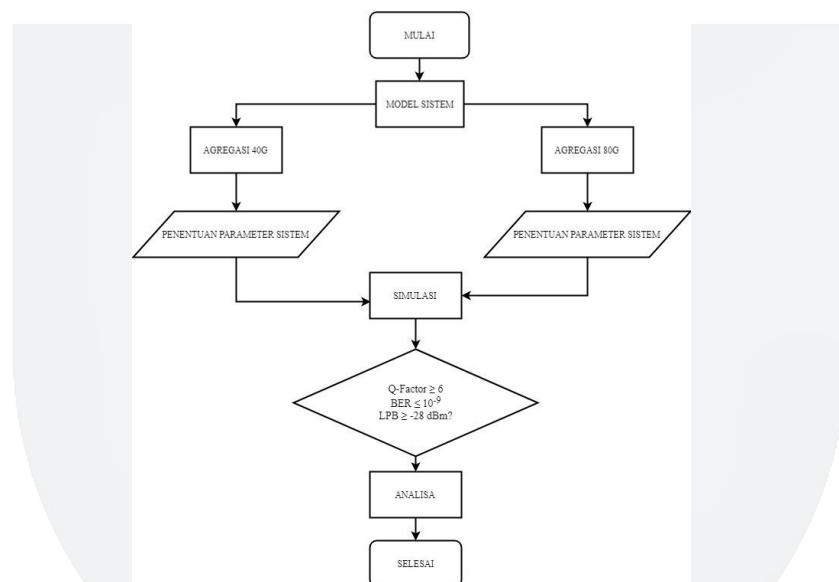 MULAI
MODEL SISTEM
AGREGASI 40G
AGREGASI 80G
PENENTUAN PARAMETER SISTEM
PENENTUAN PARAMETER SISTEM
SIMULASI
Q-Factor ≥ 6
BER ≤ 10⁻⁹
LPB ≥ -28 dBm?
ANALISA
SELESAI